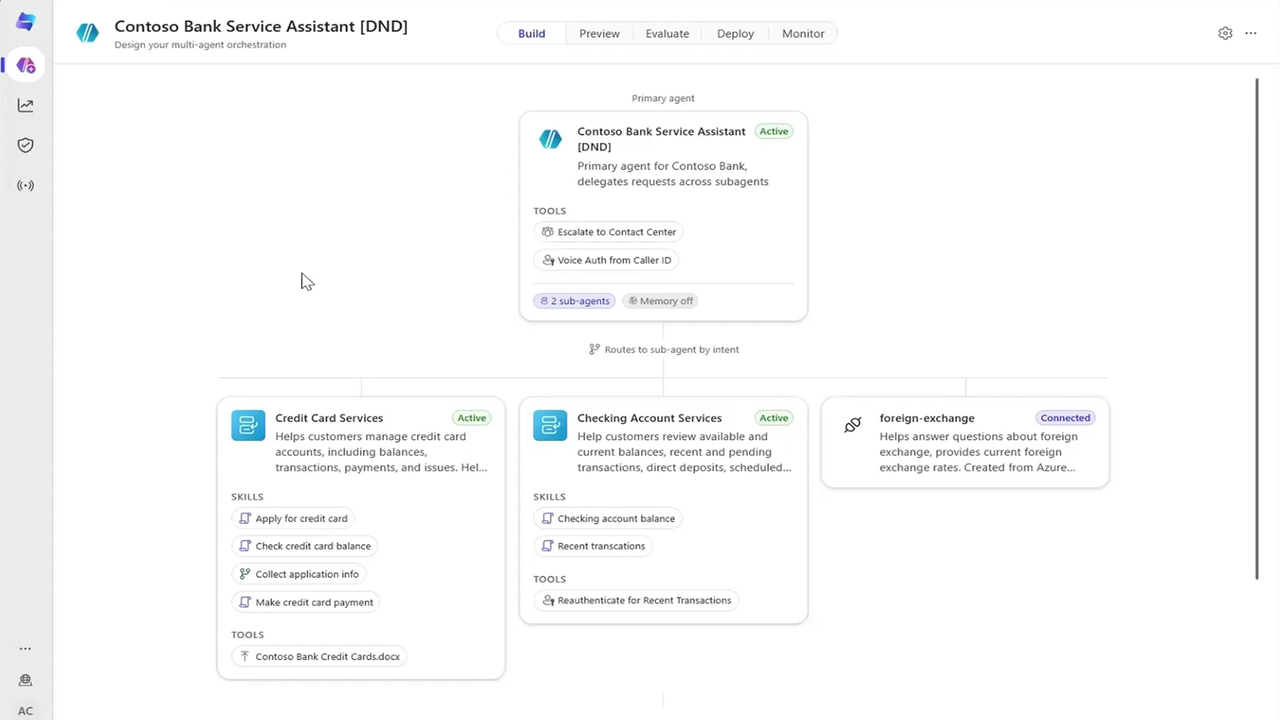 Contoso Bank Service Assistant [DND]
Design your multi-agent orchestration
Build
Preview
Evaluate
Deploy
Monitor
Primary agent
Contoso Bank Service Assistant
[DND]
Active
Primary agent for Contoso Bank,
delegates requests across subagents
TOOLS
Escalate to Contact Center
Voice Auth from Caller ID
2 sub-agents
Memory off
Routes to sub-agent by intent
Credit Card Services
Active
Helps customers manage credit card
accounts, including balances,
transactions, payments, and issues. Hel...
SKILLS
Apply for credit card
Check credit card balance
Collect application info
Make credit card payment
TOOLS
Contoso Bank Credit Cards.docx
Checking Account Services
Active
Help customers review available and
current balances, recent and pending
transactions, direct deposits, scheduled...
SKILLS
Checking account balance
Recent transcations
TOOLS
Reauthenticate for Recent Transactions
foreign-exchange
Connected
Helps answer questions about foreign
exchange, provides current foreign
exchange rates. Created from Azure...
AC